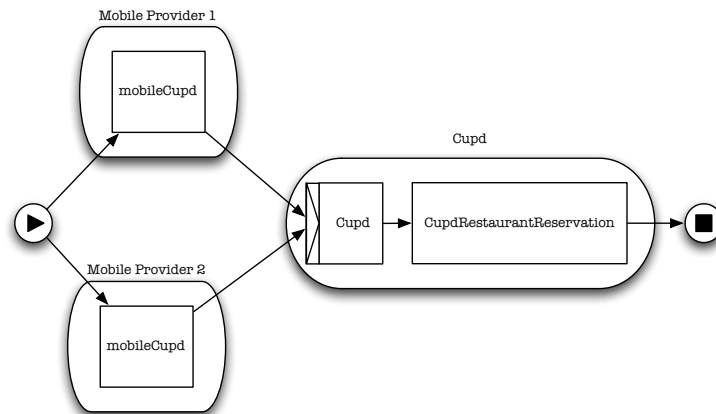 Mobile Provider 1
mobileCupd
Cupd
Cupd
CupdRestaurantReservation
Mobile Provider 2
mobileCupd